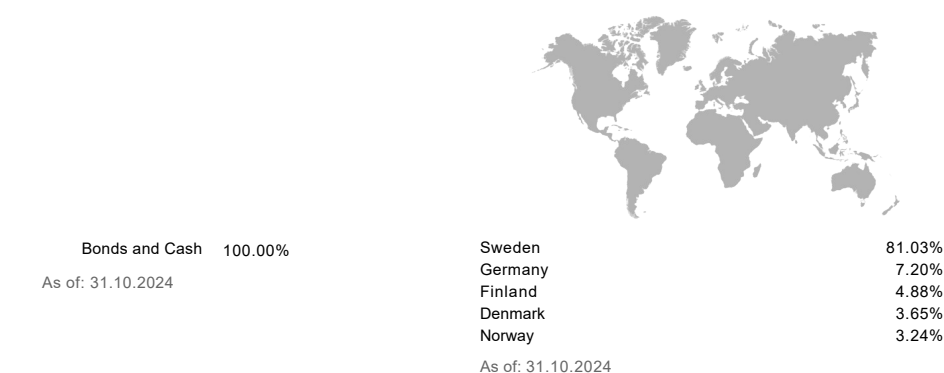 Bonds and Cash 100.00%
As of: 31.10.2024
Sweden 81.03%
Germany 7.20%
Finland 4.88%
Denmark 3.65%
Norway 3.24%
As of: 31.10.2024